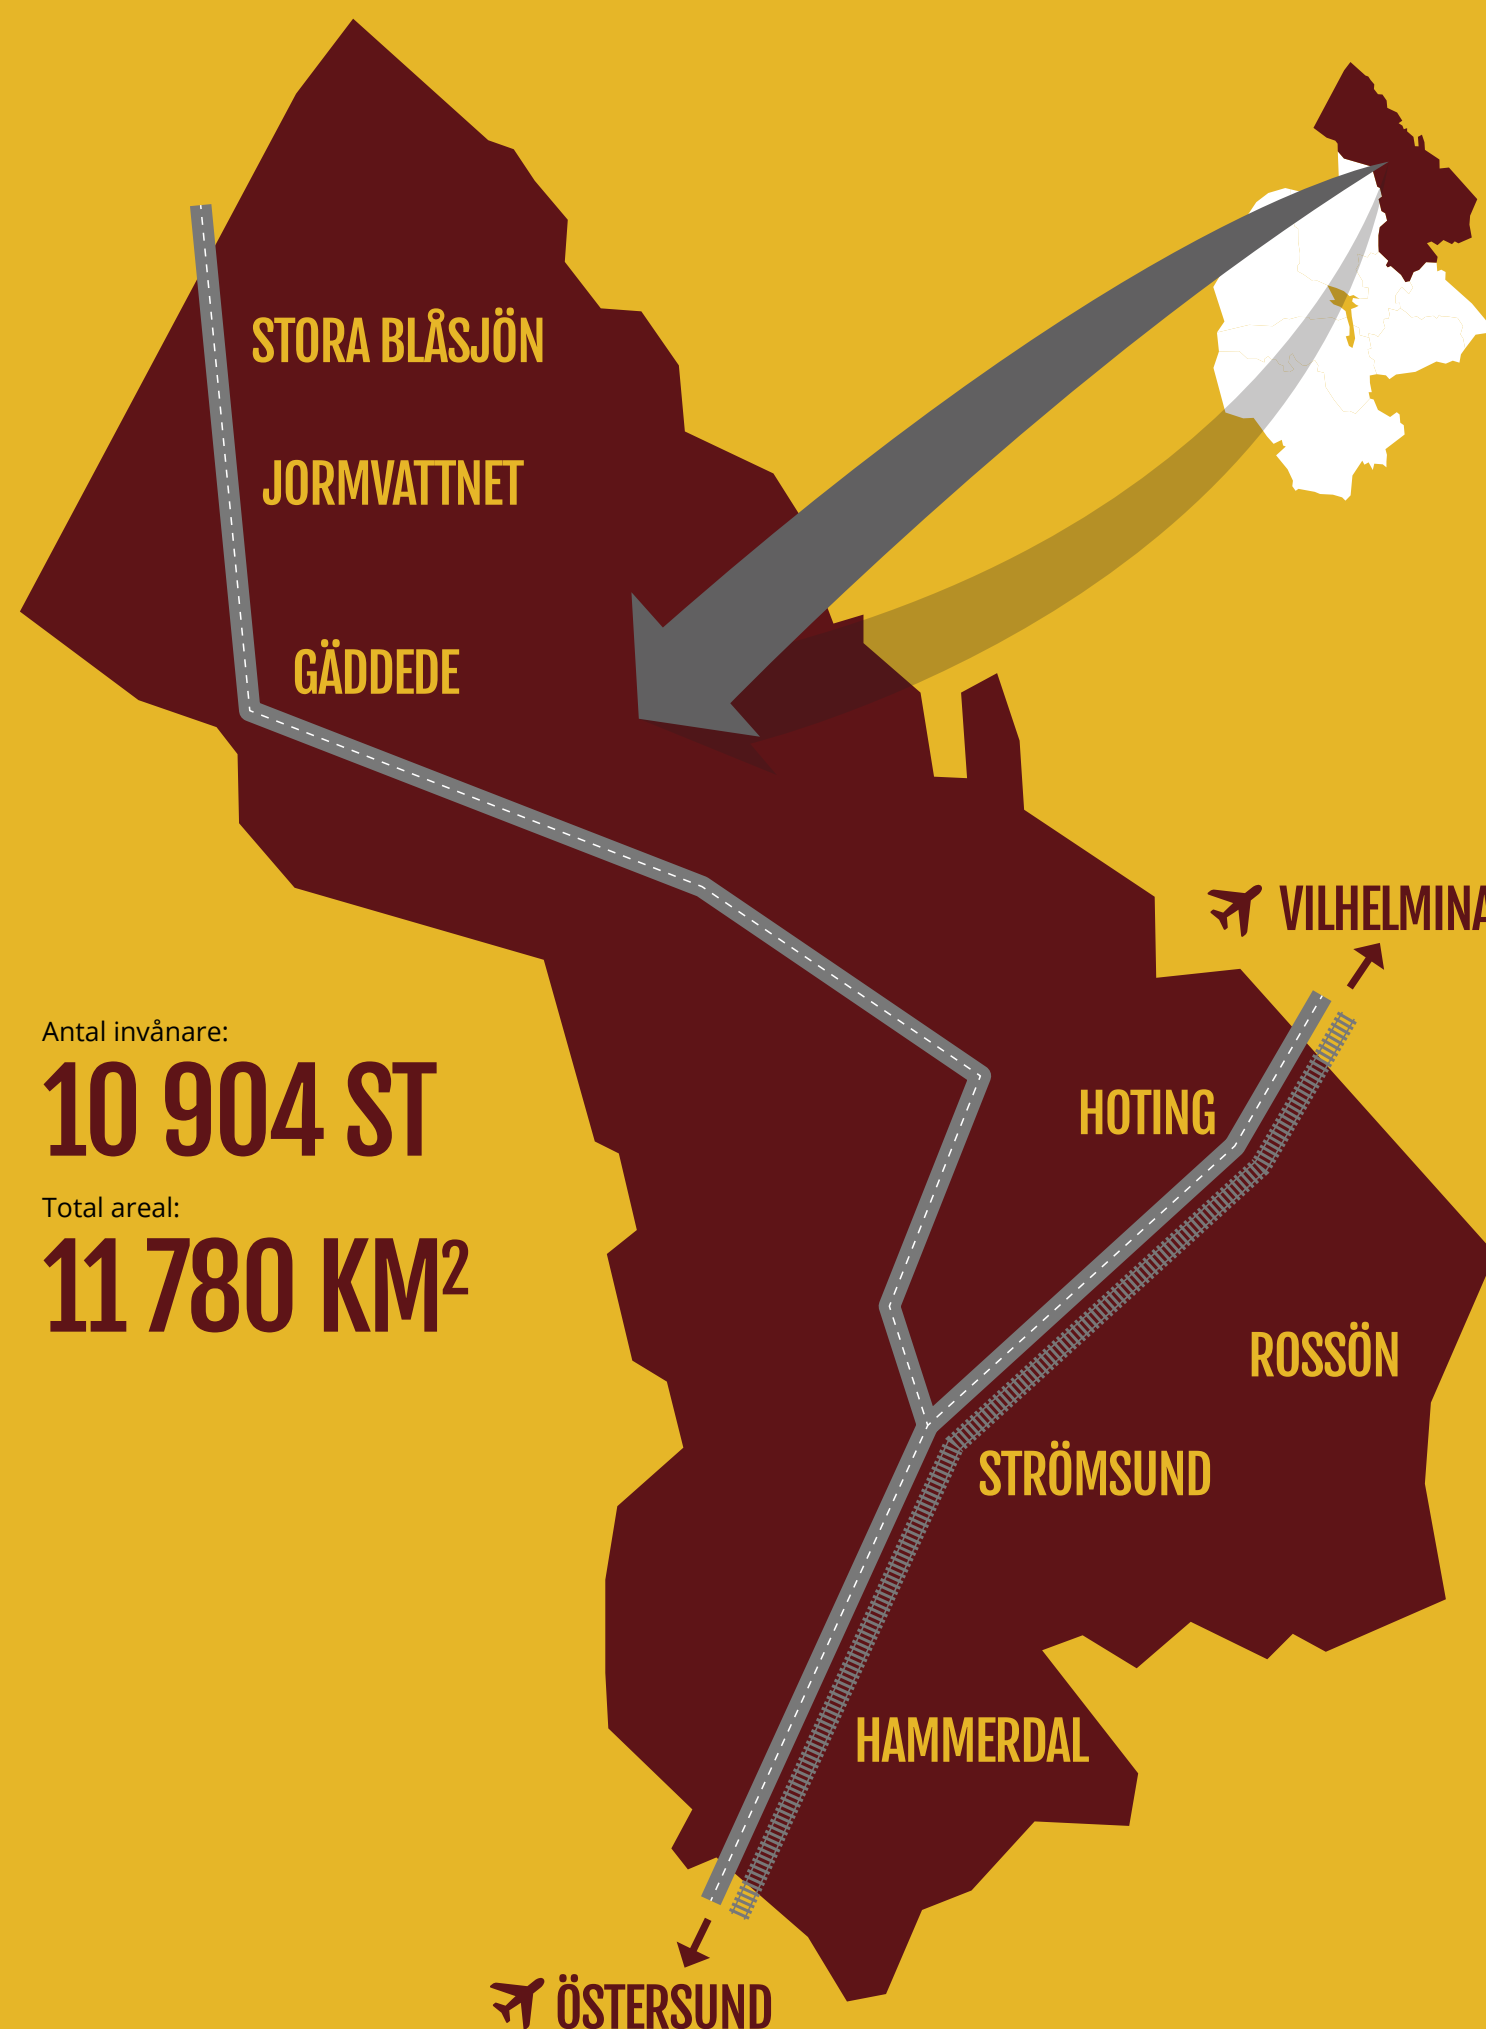 STORA BLÅSJÖN
JORMVATTNET
GÄDDEDE
VILHELMINA
Antal invånare:
10 904 ST
HOTING
Total areal:
11 780 KM²
ROSSÖN
STRÖMSUND
HAMMERDAL
ÖSTERSUND